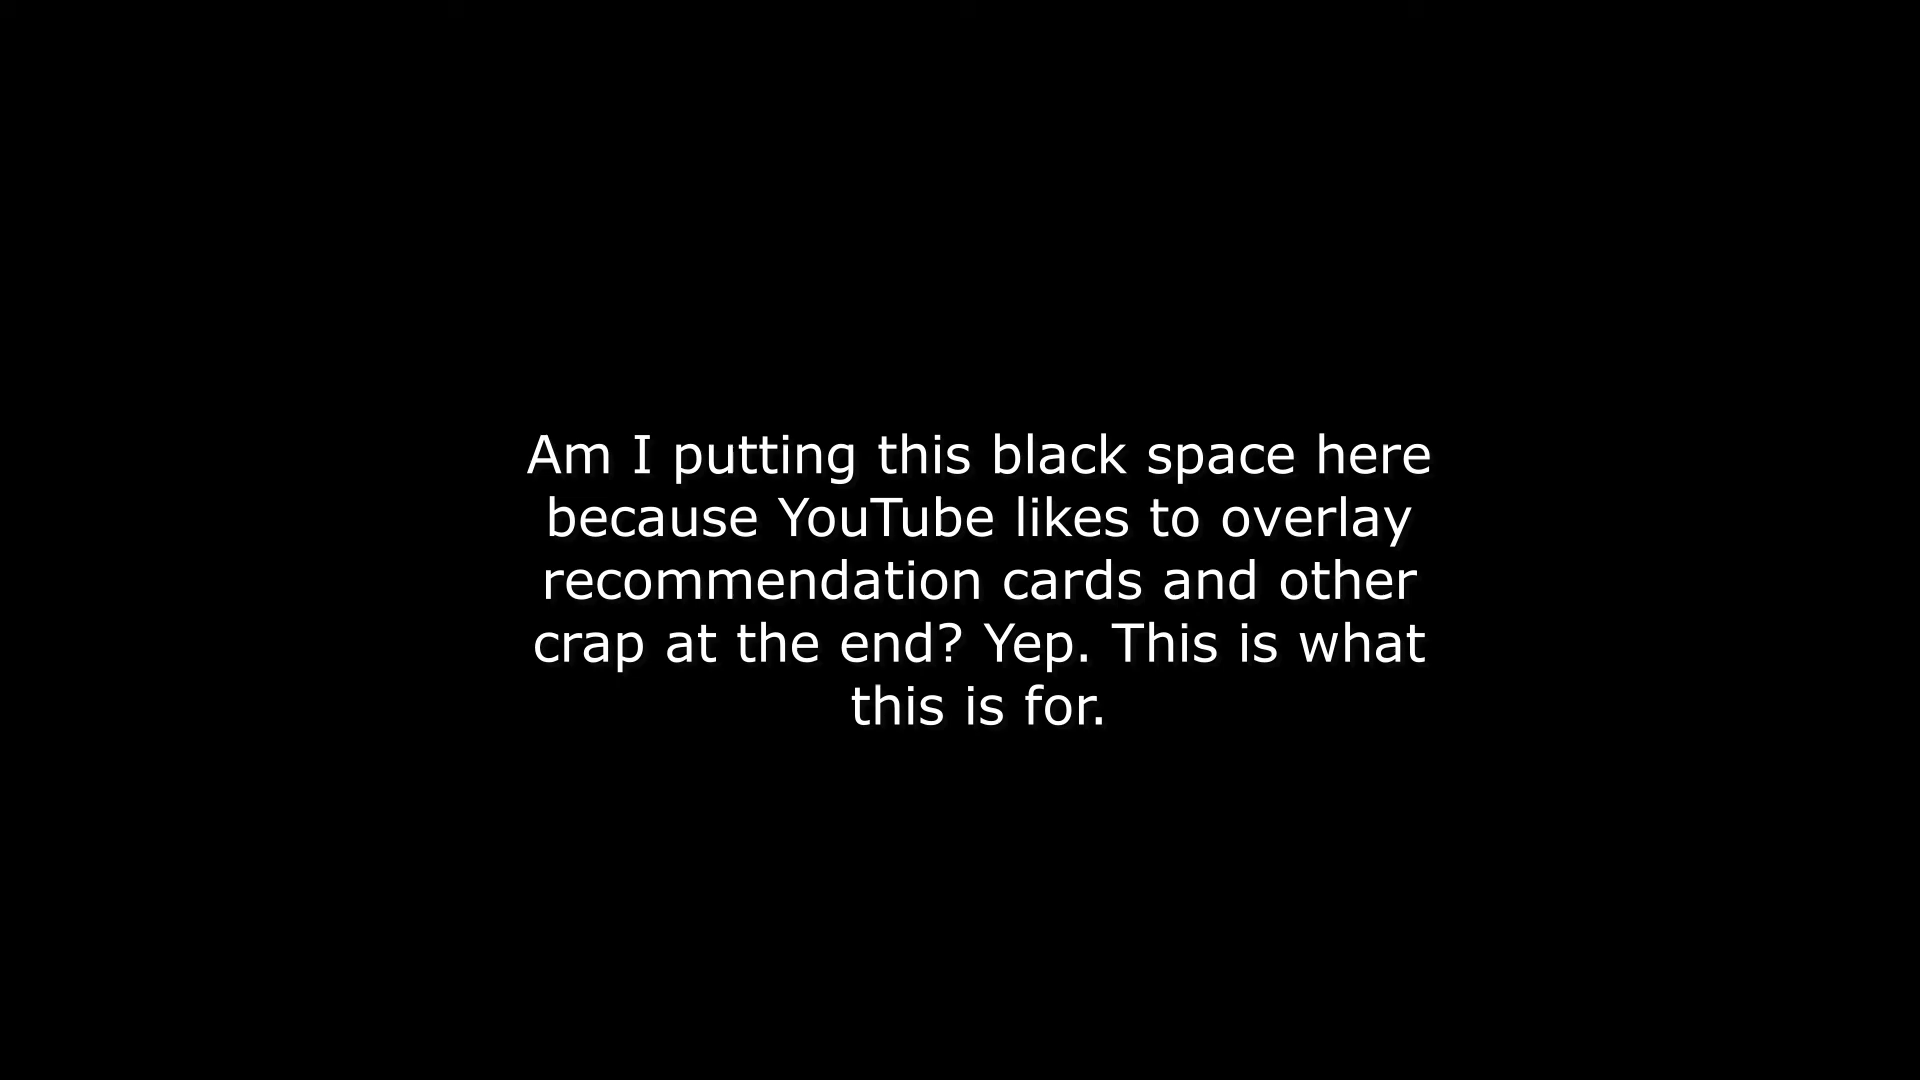 Am I putting this black space here
because YouTube likes to overlay
recommendation cards and other
crap at the end? Yep. This is what
this is for.